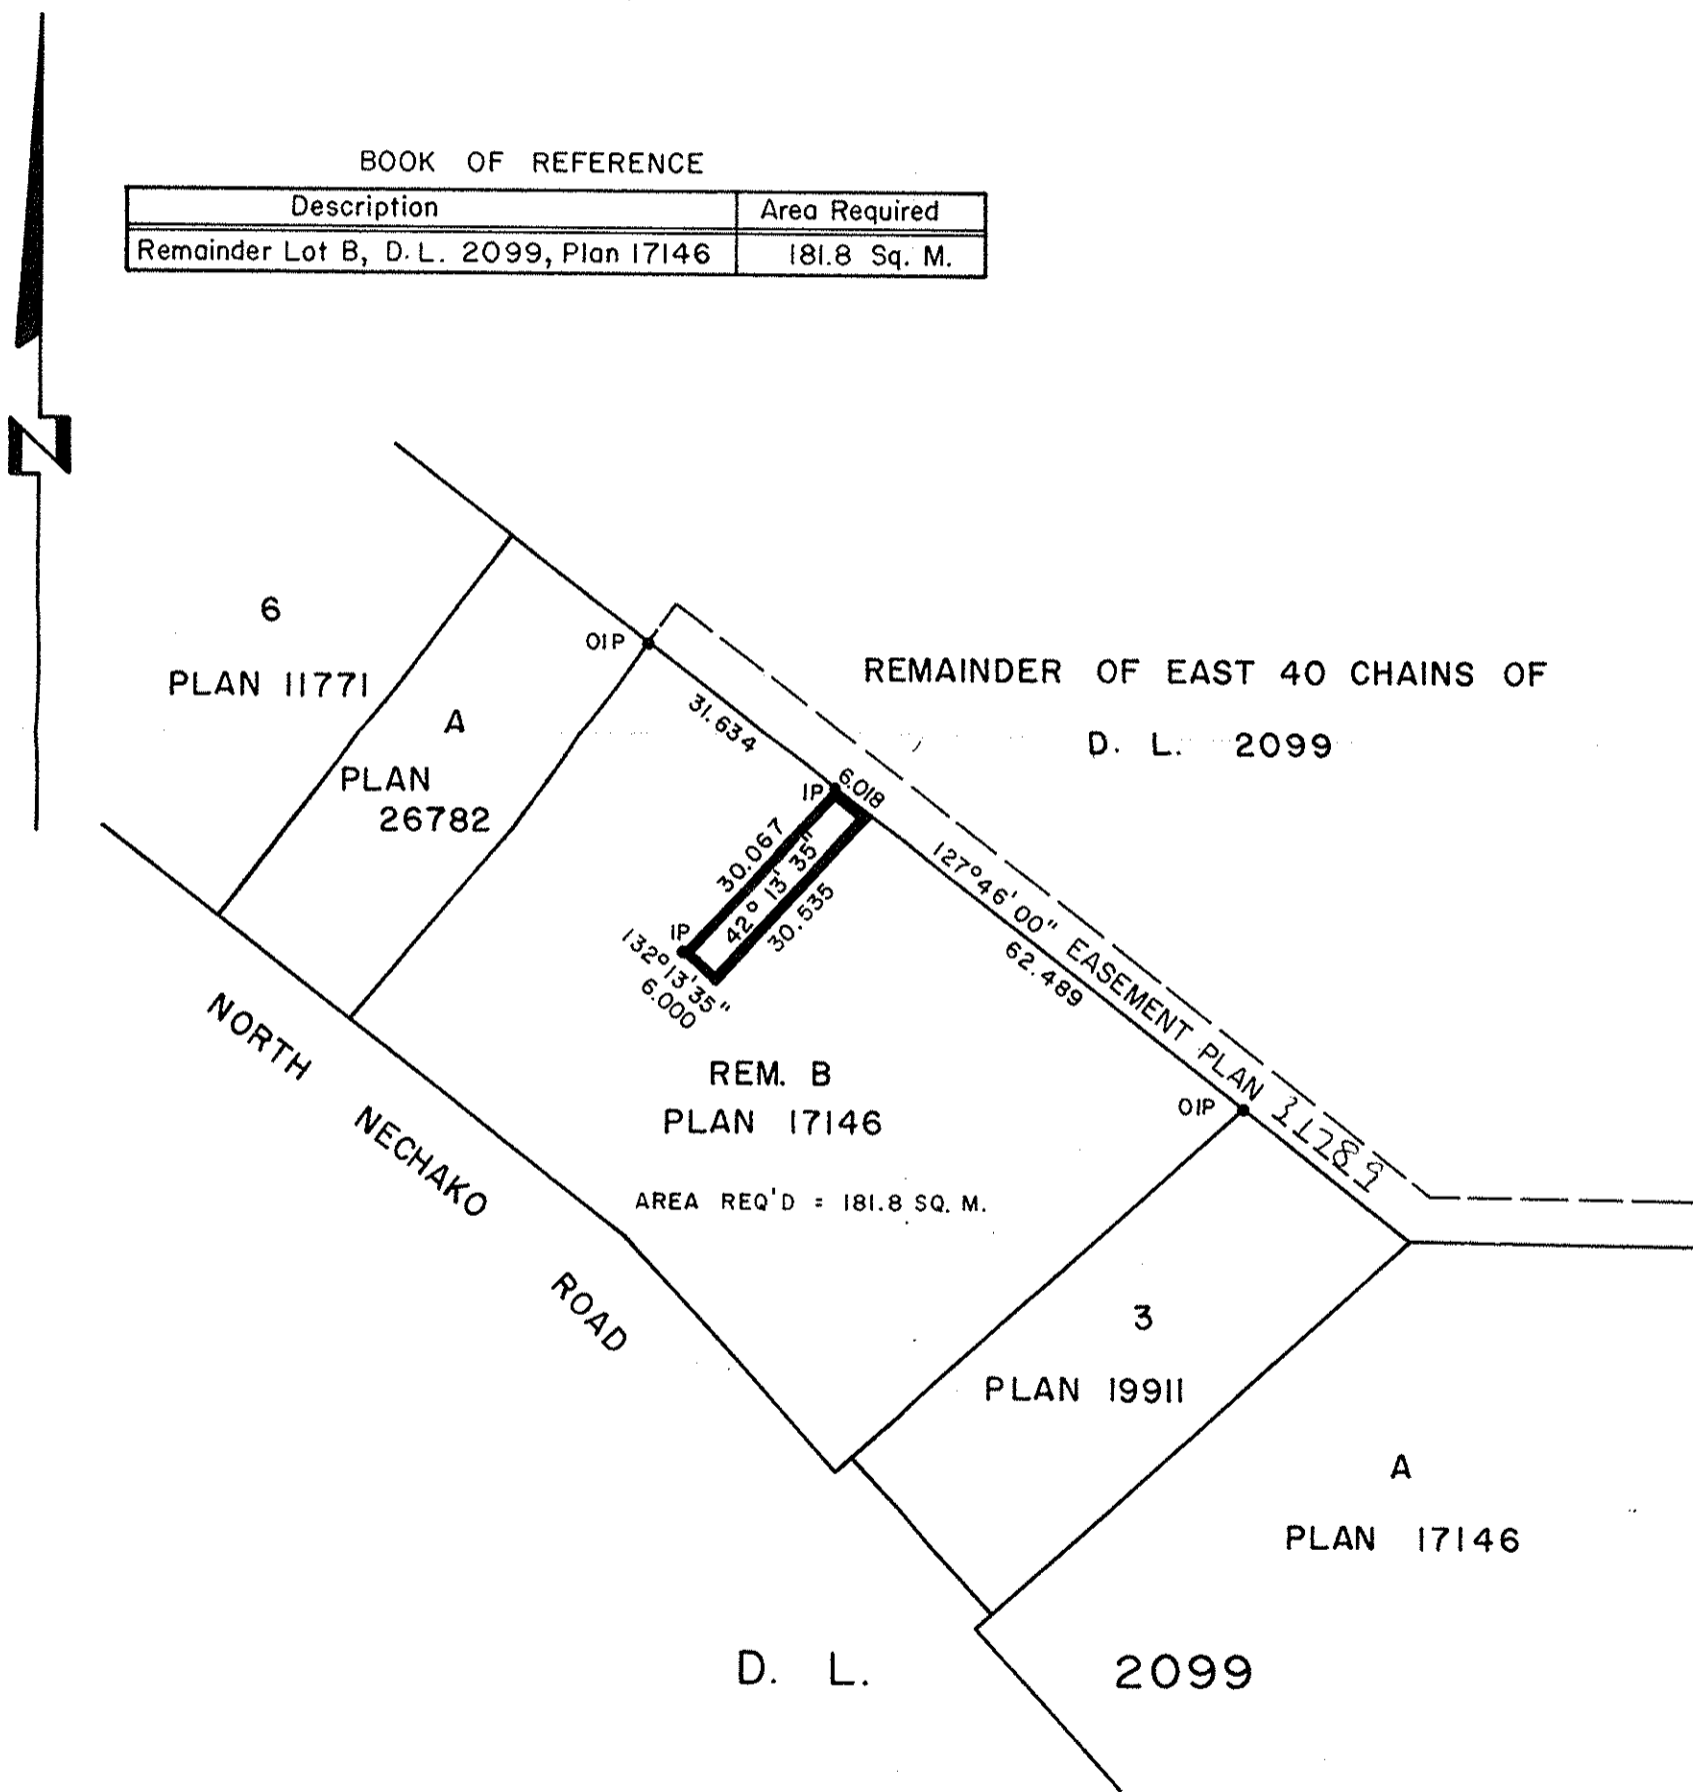 BOOK OF REFERENCE
Description Area Required
Remainder Lot B, D. L. 2099, Plan 17146 181.8 Sq. M.
N
6
PLAN 11771
A
PLAN
26782
OIP
31.634
REMAINDER OF EAST 40 CHAINS OF
D. L. 2099
IP
6.018
30.067
42° 13' 35"
30.535
IP
132°13'35"
6.000
127°46'00" EASEMENT PLAN 31289
62.489
OIP
NORTH NECHAKO ROAD
REM. B
PLAN 17146
AREA REQ'D = 181.8 SQ. M.
3
PLAN 19911
A
PLAN 17146
D. L. 2099